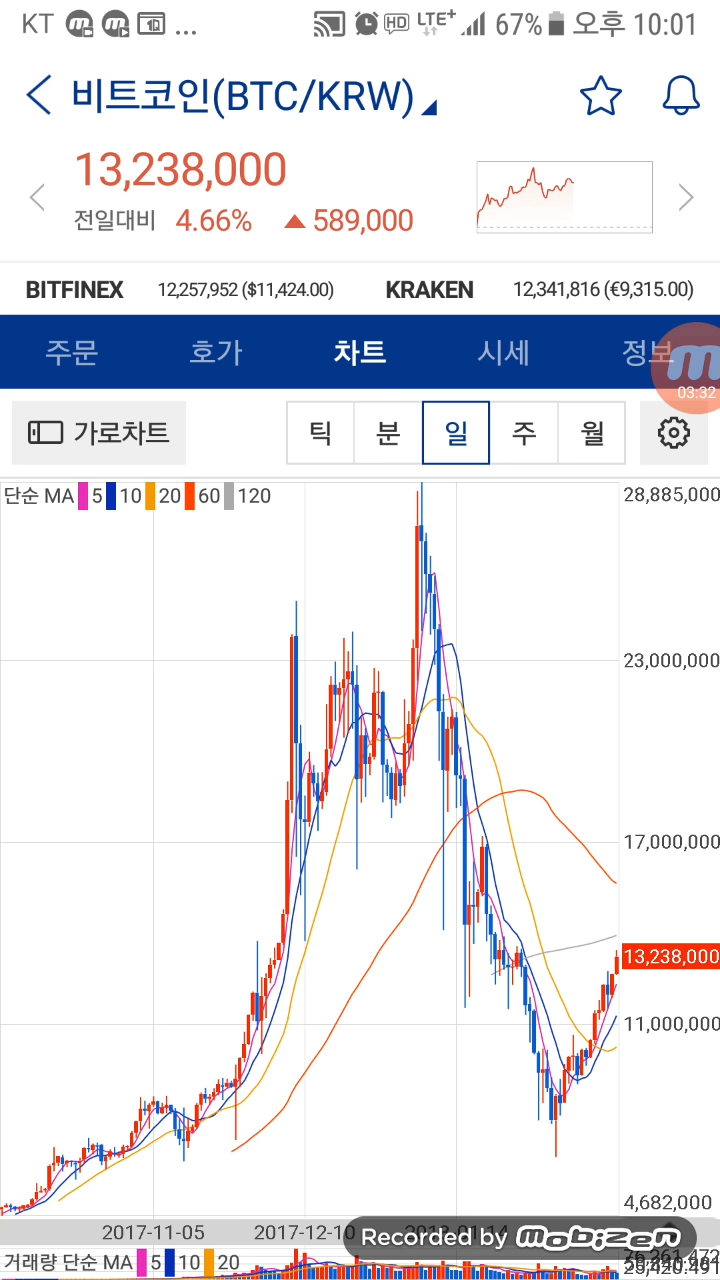 KT ... HD LTE+ 67% 오후 10:01
비트코인(BTC/KRW)
13,238,000
전일대비 4.66% ▲ 589,000
BITFINEX 12,257,952 ($11,424.00) KRAKEN 12,341,816 (€9,315.00)
주문 호가 차트 시세 정보
m
03:32
가로차트 틱 분 일 주 월
단순 MA 5 10 20 60 120
28,885,000
23,000,000
17,000,000
13,238,000
11,000,000
4,682,000
2017-11-05 2017-12-10
Recorded by mobizen
거래량 단순 MA 5 10 20